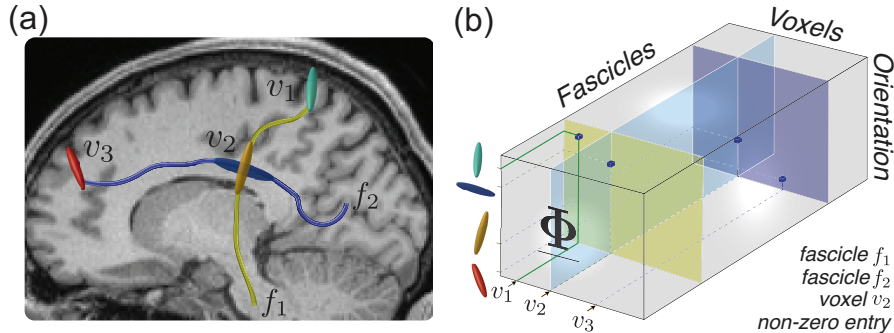 (a)
v1
v2
v3
f2
f1
(b)
Fascicles
Voxels
Orientation
Φ
v1
v2
v3
fascicle f1
fascicle f2
voxel v2
non-zero entry